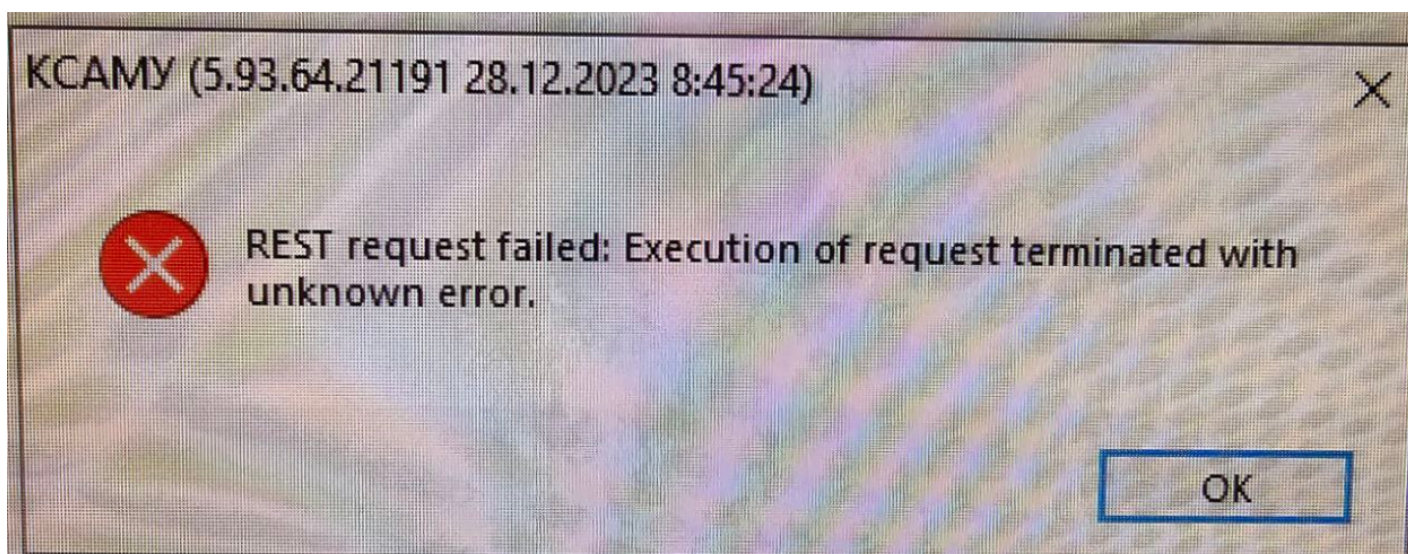 КСАМУ (5.93.64.21191 28.12.2023 8:45:24)
REST request failed: Execution of request terminated with
unknown error.
OK